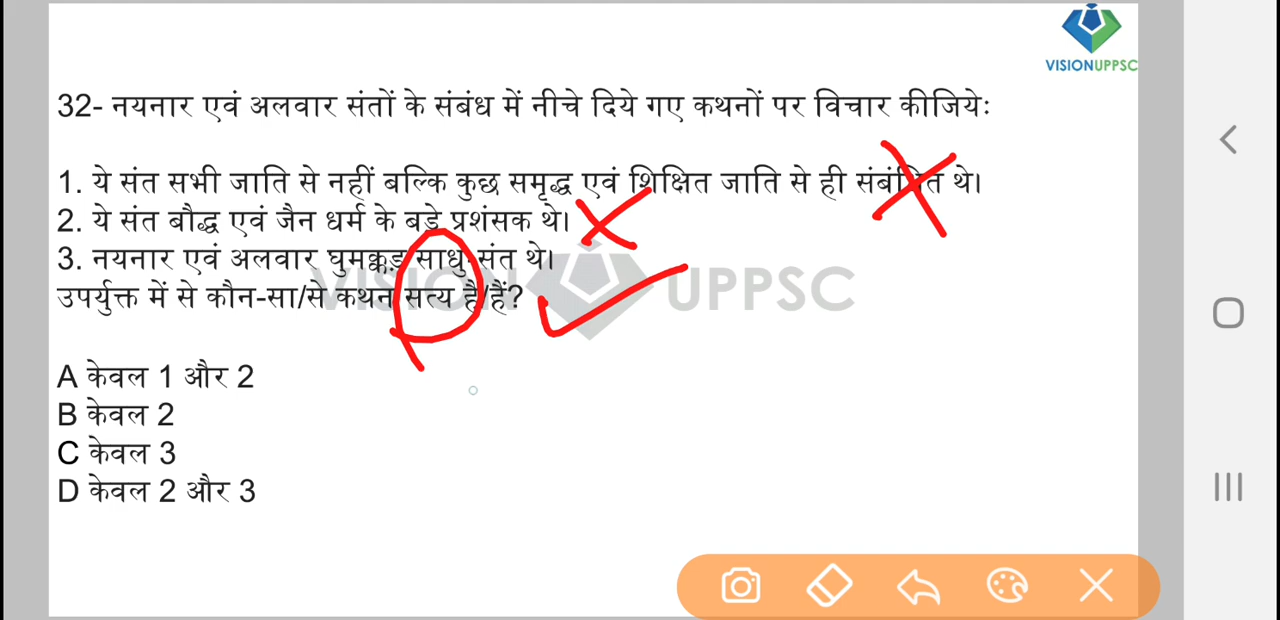 VISIONUPPSC
32- नयनार एवं अलवार संतों के संबंध में नीचे दिये गए कथनों पर विचार कीजियेः
1. ये संत सभी जाति से नहीं बल्कि कुछ समृद्ध एवं शिक्षित जाति से ही संबंधित थे।
2. ये संत बौद्ध एवं जैन धर्म के बड़े प्रशंसक थे।
3. नयनार एवं अलवार घुमक्कड़ साधु-संत थे।
VISION UPPSC
उपर्युक्त में से कौन-सा/से कथन सत्य है/हैं?
A केवल 1 और 2
B केवल 2
C केवल 3
D केवल 2 और 3